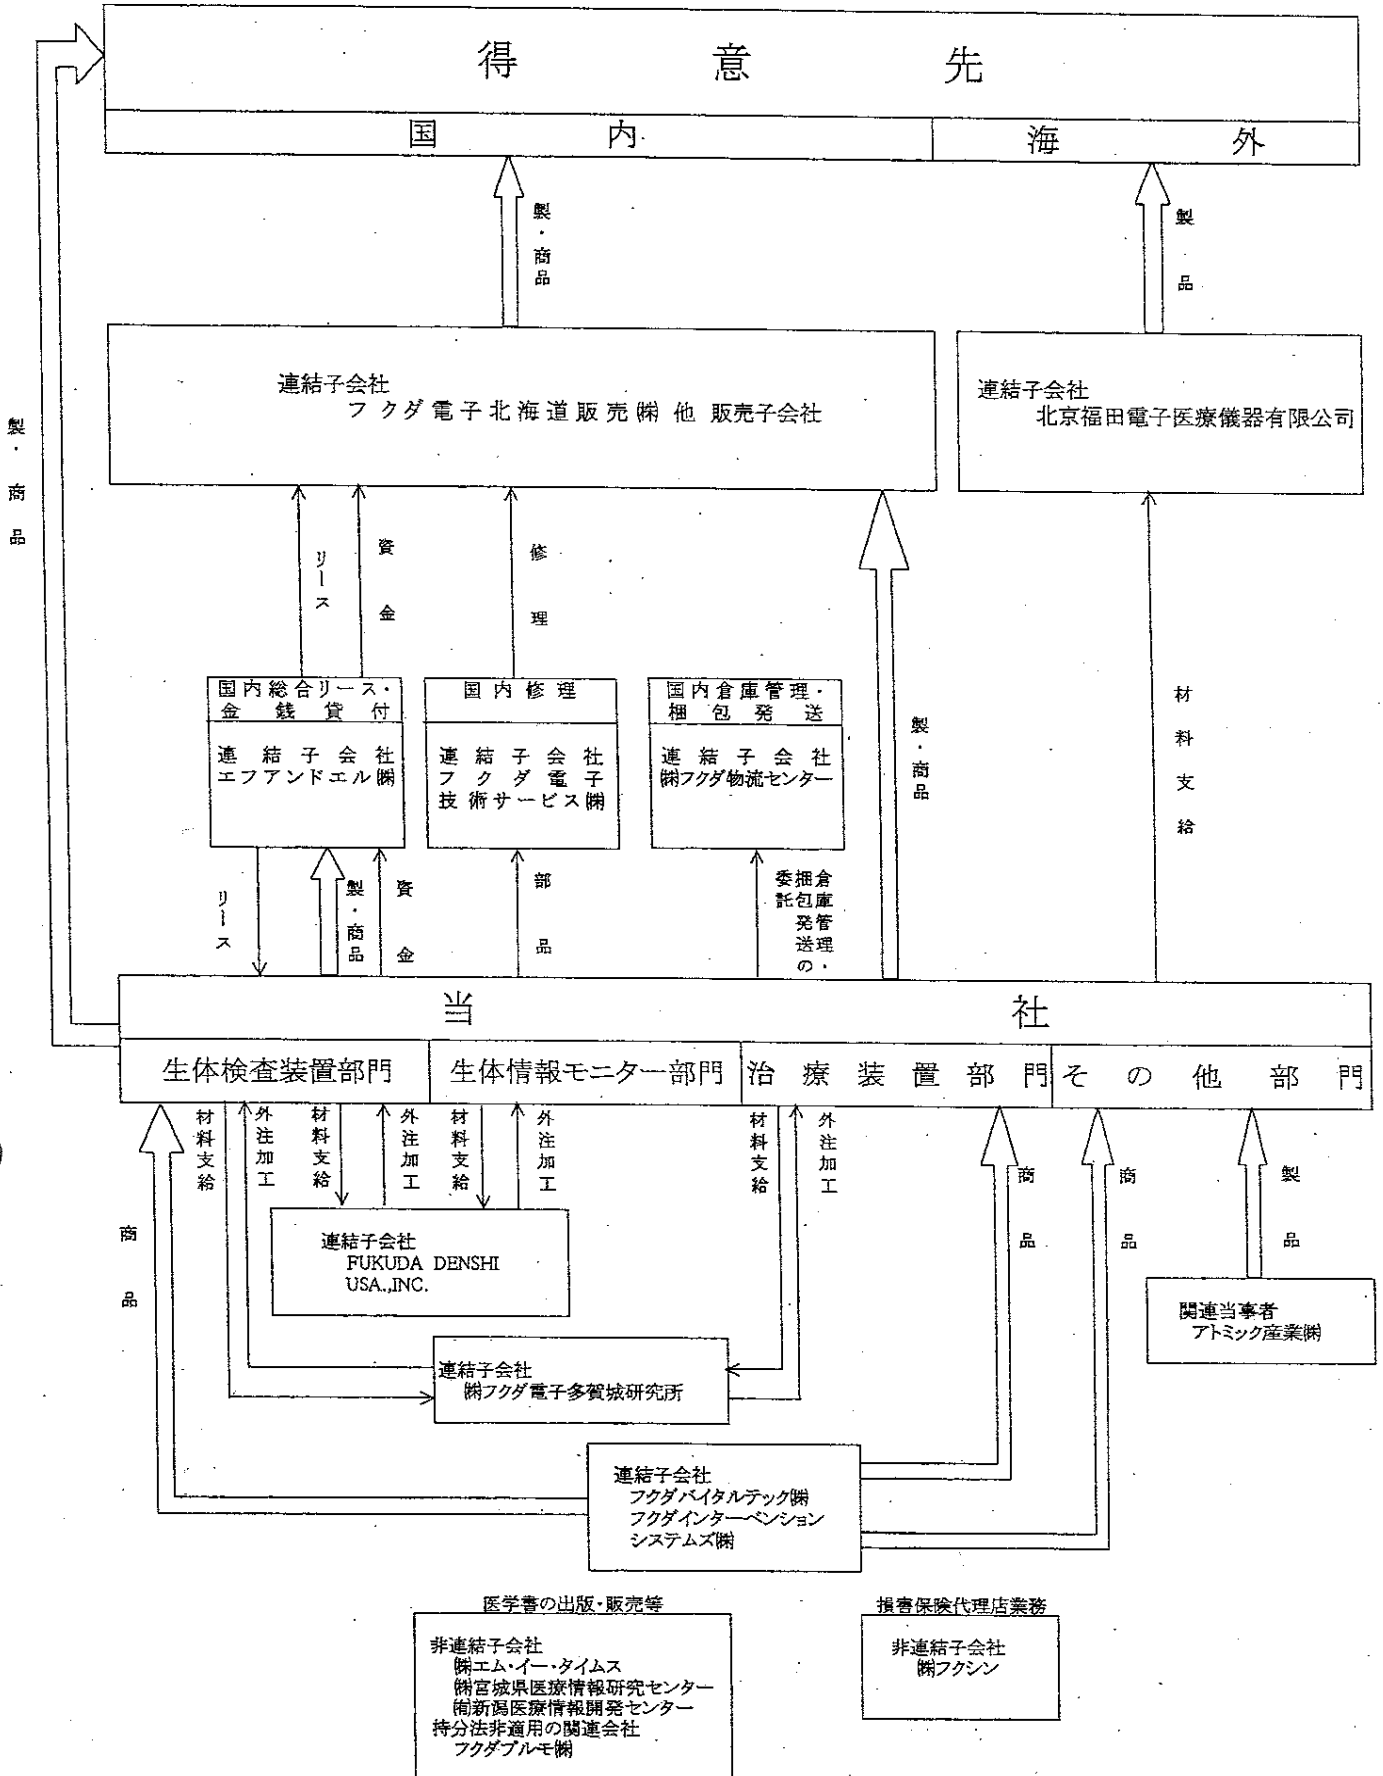 得意先
国内
海外
製・商品
製品
製・商品
連結子会社
フクダ電子北海道販売㈱他 販売子会社
連結子会社
北京福田電子医療儀器有限公司
リース
資金
修理
製・商品
材料支給
国内総合リース・
金銭貸付
連結子会社
エフアンドエル㈱
国内修理
連結子会社
フクダ電子
技術サービス㈱
国内倉庫管理・
梱包発送
連結子会社
㈱フクダ物流センター
リース
製・商品
資金
部品
倉庫管理・
捆包発送の
委託
当社
生体検査装置部門
生体情報モニター部門
治療装置部門
その他部門
材料支給
外注加工
材料支給
外注加工
材料支給
外注加工
材料支給
外注加工
商品
商品
商品
製品
連結子会社
FUKUDA DENSHI
USA.,INC.
関連当事者
アトミック産業㈱
連結子会社
㈱フクダ電子多賀城研究所
連結子会社
フクダバイタルテック㈱
フクダインターベンション
システムズ㈱
医学書の出版・販売等
非連結子会社
㈱エム・イー・タイムス
㈱宮城県医療情報研究センター
㈲新潟医療情報開発センター
持分法非適用の関連会社
フクダプルモ㈱
損害保険代理店業務
非連結子会社
㈱フクシン